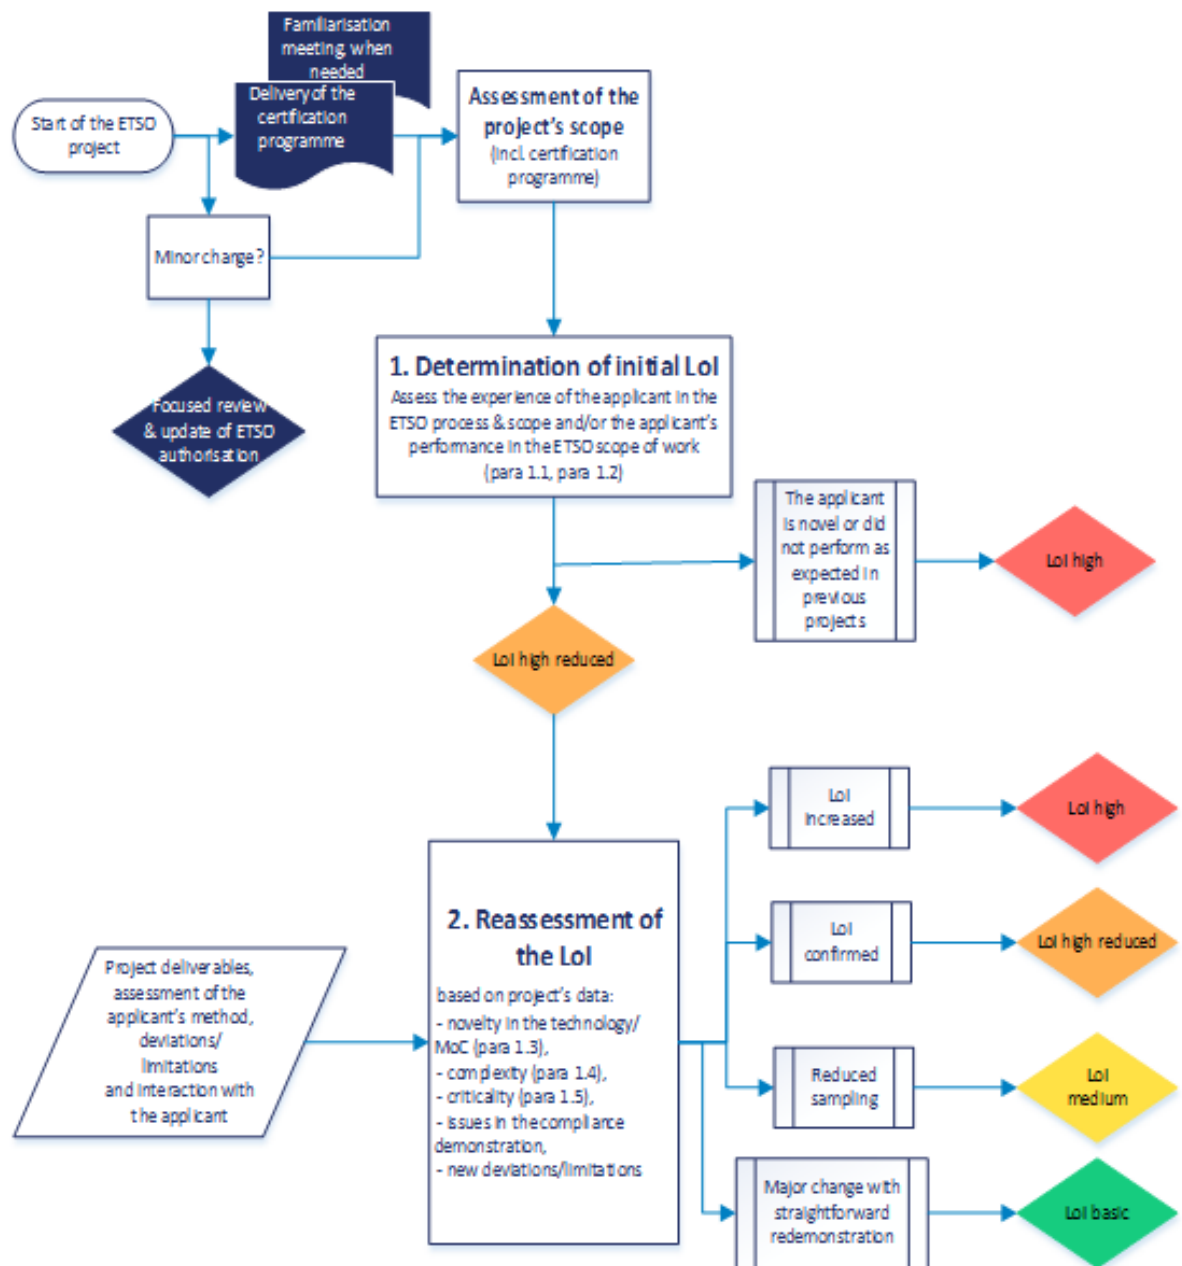 Familiarisation
meeting, when
needed
Delivery of the
certification
programme
Start of the ETSO
project
Assessment of the
project's scope
(incl. certification
programme)
Minor change?
Focused review
& update of ETSO
authorisation
1. Determination of initial LoI
Assess the experience of the applicant in the
ETSO process & scope and/or the applicant's
performance in the ETSO scope of work
(para 1.1, para 1.2)
The applicant
is novel or did
not perform as
expected in
previous
projects
LoI high
LoI high reduced
2. Reassessment of
the LoI
based on project's data:
- novelty in the technology/
MoC (para 1.3),
- complexity (para 1.4),
- criticality (para 1.5),
- issues in the compliance
demonstration,
- new deviations/limitations
Project deliverables,
assessment of the
applicant's method,
deviations/
limitations
and interaction with
the applicant
LoI
increased
LoI high
LoI
confirmed
LoI high reduced
Reduced
sampling
LoI
medium
Major change with
straightforward
redemonstration
LoI basic